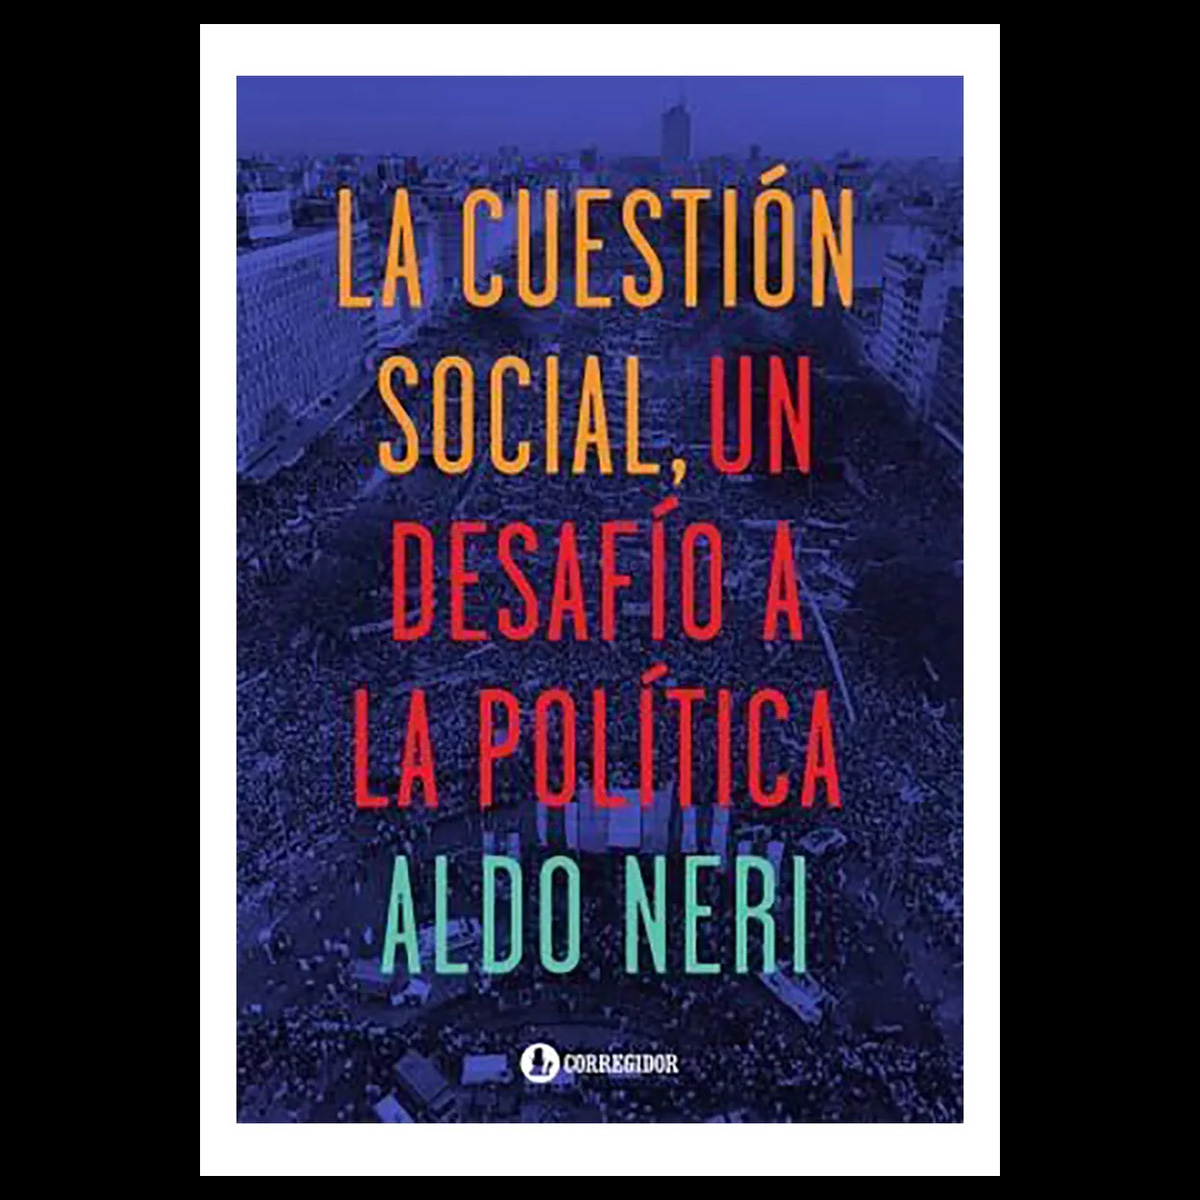 LA CUESTIÓN
SOCIAL, UN
DESAFÍO A
LA POLÍTICA
ALDO NERI
CORREGIDOR